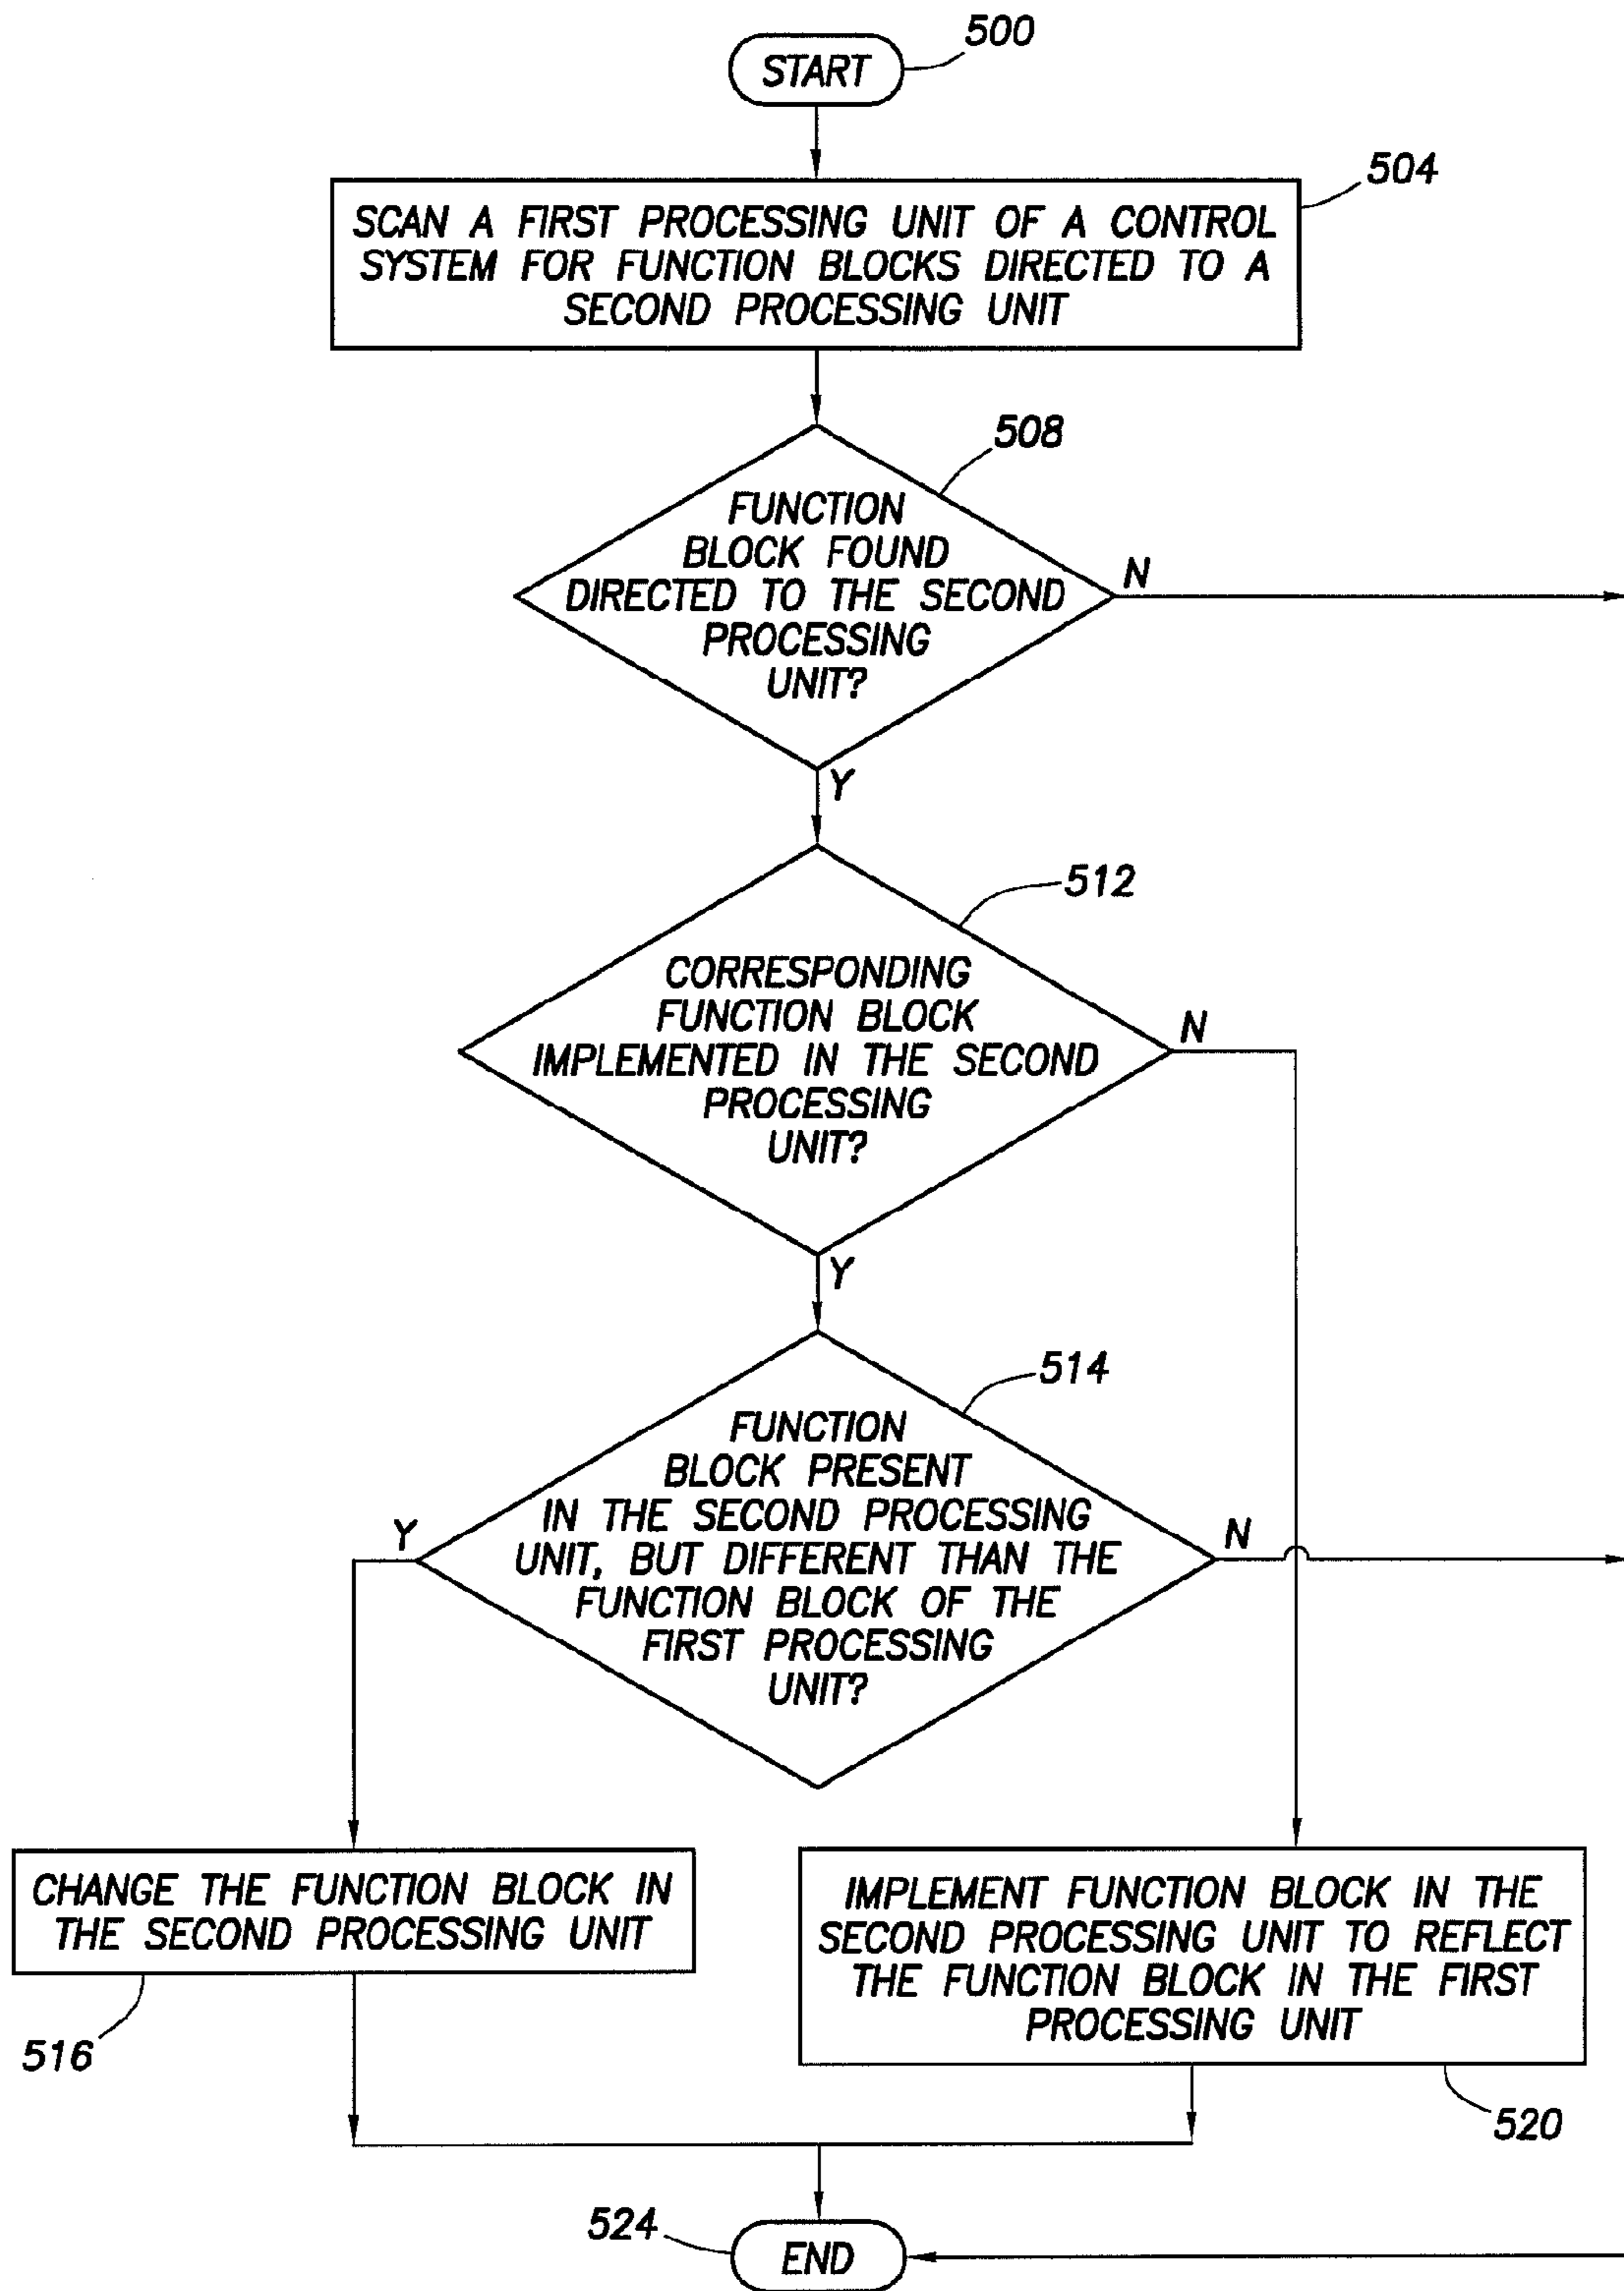 500
START
504
SCAN A FIRST PROCESSING UNIT OF A CONTROL
SYSTEM FOR FUNCTION BLOCKS DIRECTED TO A
SECOND PROCESSING UNIT
508
FUNCTION
BLOCK FOUND
DIRECTED TO THE SECOND
PROCESSING
UNIT?
N
Y
512
CORRESPONDING
FUNCTION BLOCK
IMPLEMENTED IN THE SECOND
PROCESSING
UNIT?
N
Y
514
FUNCTION
BLOCK PRESENT
IN THE SECOND PROCESSING
UNIT, BUT DIFFERENT THAN THE
FUNCTION BLOCK OF THE
FIRST PROCESSING
UNIT?
Y
N
CHANGE THE FUNCTION BLOCK IN
THE SECOND PROCESSING UNIT
516
IMPLEMENT FUNCTION BLOCK IN THE
SECOND PROCESSING UNIT TO REFLECT
THE FUNCTION BLOCK IN THE FIRST
PROCESSING UNIT
520
524
END